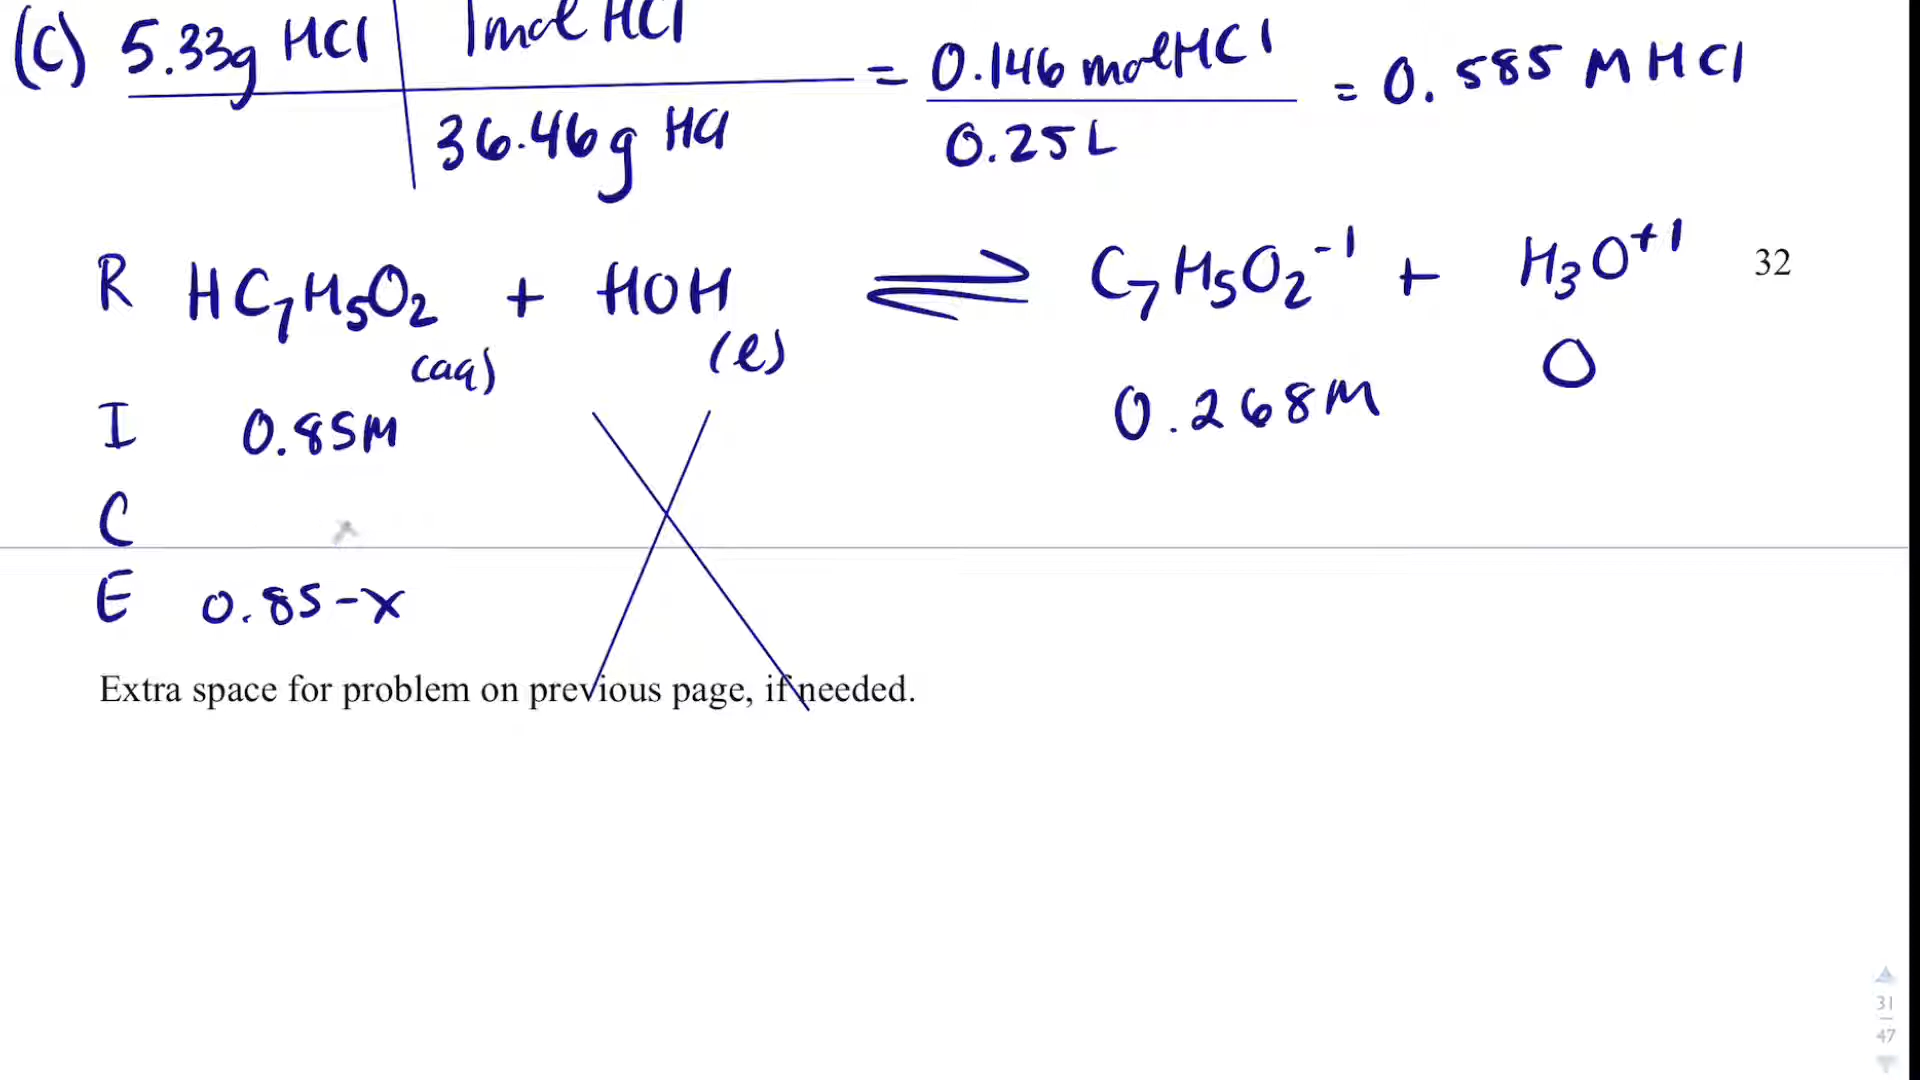 (C) 5.33g HCl | 1mol HCl = 0.146 mol HCl = 0.585 M HCl
36.46g HCl 0.25L
R HC₇H₅O₂ (aq) + HOH (l) ⇌ C₇H₅O₂⁻¹ + H₃O⁺¹ 32
I 0.85M 0.268M 0
C
E 0.85-x
Extra space for problem on previous page, if needed.
31
47